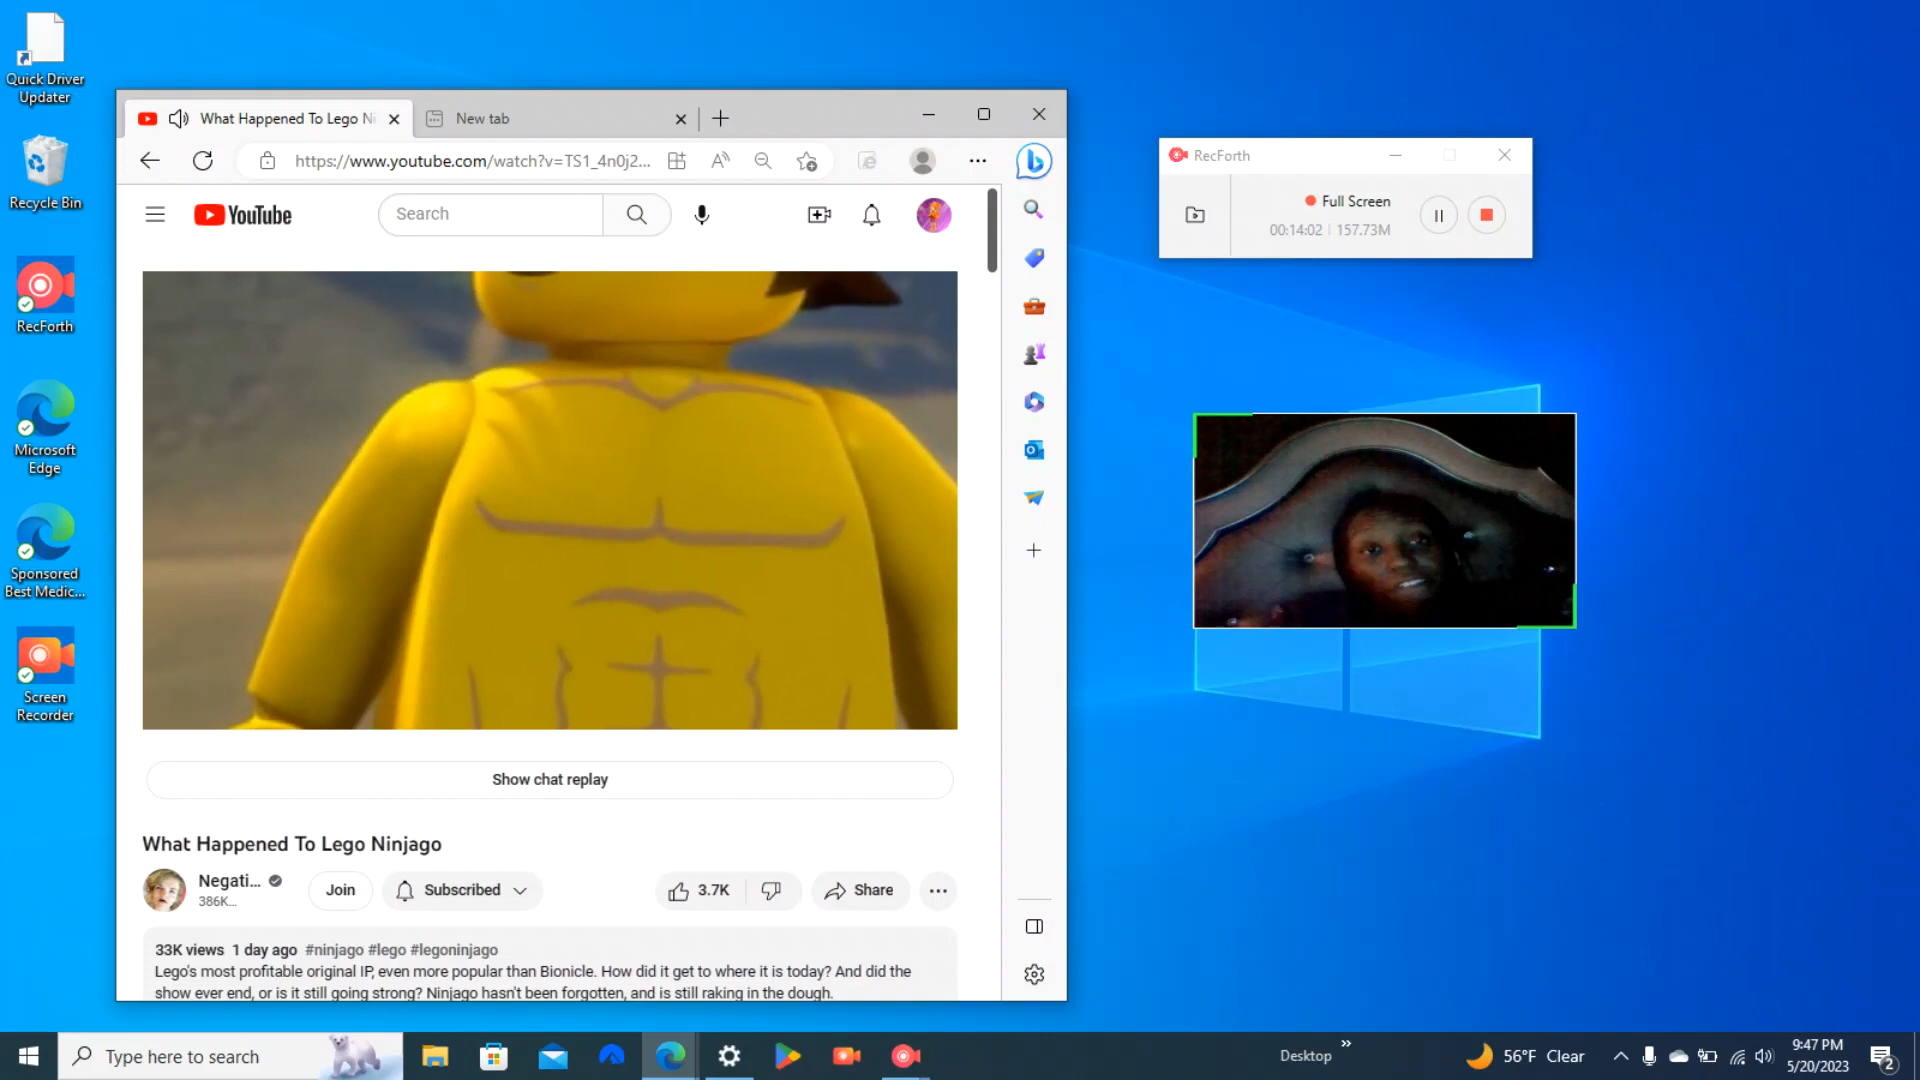 Quick Driver
Updater
Recycle Bin
RecForth
Microsoft
Edge
Sponsored
Best Medic...
Screen
Recorder
What Happened To Lego Ni
New tab
https://www.youtube.com/watch?v=TS1_4n0j2...
YouTube
Search
Show chat replay
What Happened To Lego Ninjago
Negati...
386K...
Join
Subscribed
3.7K
Share
33K views 1 day ago #ninjago #lego #legoninjago
Lego's most profitable original IP, even more popular than Bionicle. How did it get to where it is today? And did the
show ever end, or is it still going strong? Ninjago hasn't been forgotten, and is still raking in the dough.
RecForth
Full Screen
00:14:02 | 157.73M
Type here to search
Desktop
56°F Clear
9:47 PM
5/20/2023
2